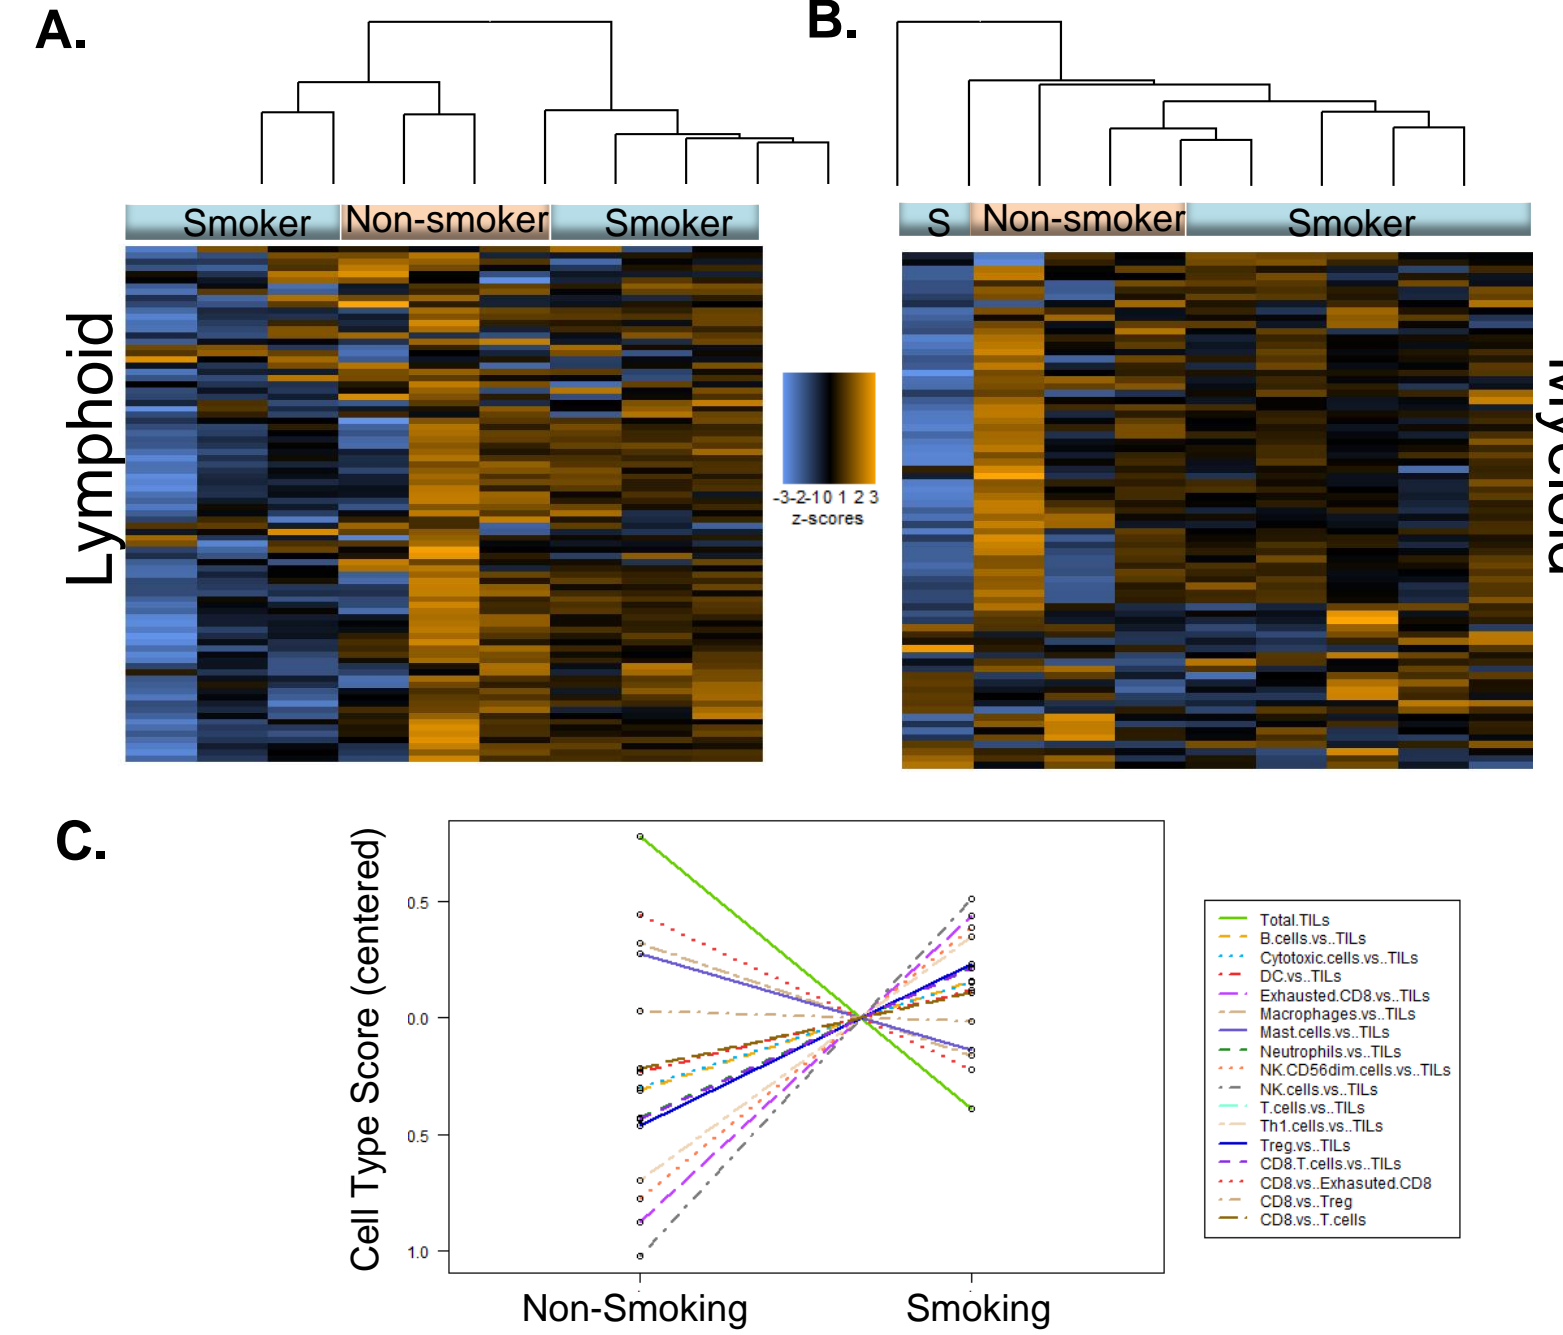 A.
B.
Smoker Non-smoker Smoker
S Non-smoker Smoker
Lymphoid
Myeloid
-3-2-1 0 1 2 3
z-scores
C.
Cell Type Score (centered)
0.5
0.0
0.5
1.0
Non-Smoking
Smoking
Total.TILs
B.cells.vs..TILs
Cytotoxic.cells.vs..TILs
DC.vs..TILs
Exhausted.CD8.vs..TILs
Macrophages.vs..TILs
Mast.cells.vs..TILs
Neutrophils.vs..TILs
NK.CD56dim.cells.vs..TILs
NK.cells.vs..TILs
T.cells.vs..TILs
Th1.cells.vs..TILs
Treg.vs..TILs
CD8.T.cells.vs..TILs
CD8.vs..Exhasuted.CD8
CD8.vs..Treg
CD8.vs..T.cells